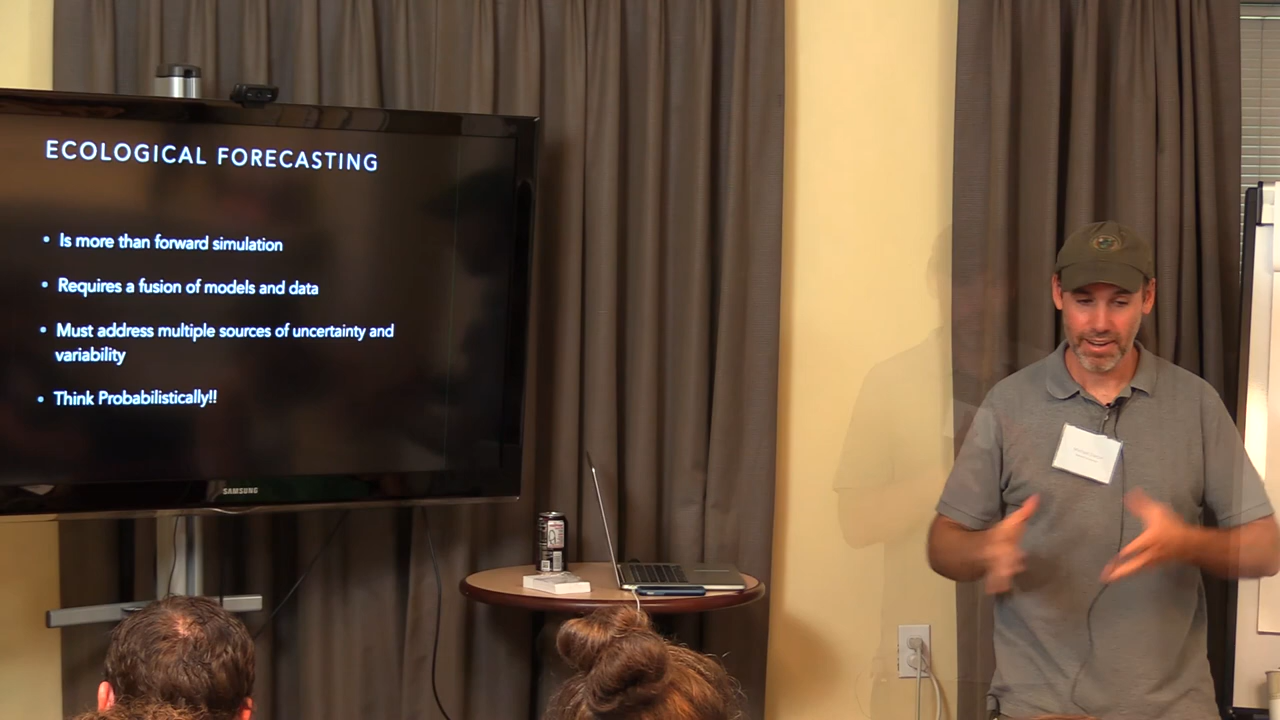 ECOLOGICAL FORECASTING
• Is more than forward simulation
• Requires a fusion of models and data
• Must address multiple sources of uncertainty and
variability
• Think Probabilistically!!
SAMSUNG